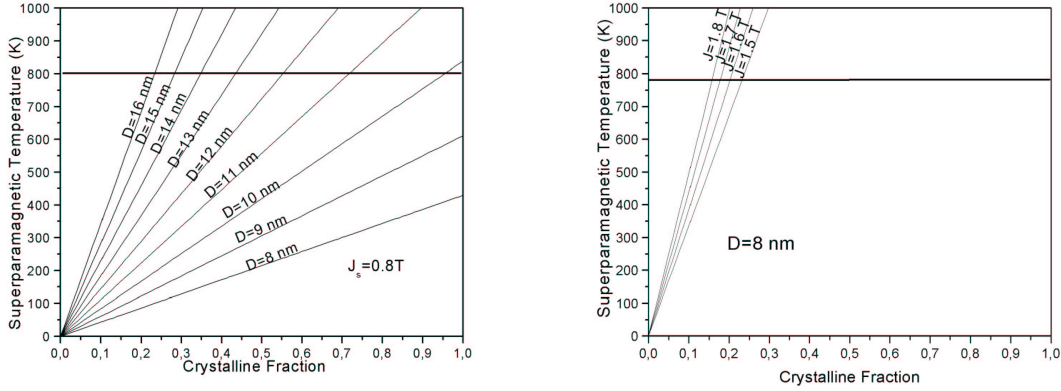 Superparamagnetic Temperature (K)
1000
900
800
700
600
500
400
300
200
100
0
D=16 nm
D=15 nm
D=14 nm
D=13 nm
D=12 nm
D=11 nm
D=10 nm
D=9 nm
D=8 nm
Js=0.8T
0,0 0,1 0,2 0,3 0,4 0,5 0,6 0,7 0,8 0,9 1,0
Crystalline Fraction
Superparamagnetic Temperature (K)
1000
900
800
700
600
500
400
300
200
100
0
J=1.8 T
J=1.7 T
J=1.6 T
J=1.5 T
D=8 nm
0,0 0,1 0,2 0,3 0,4 0,5 0,6 0,7 0,8 0,9 1,0
Crystalline Fraction